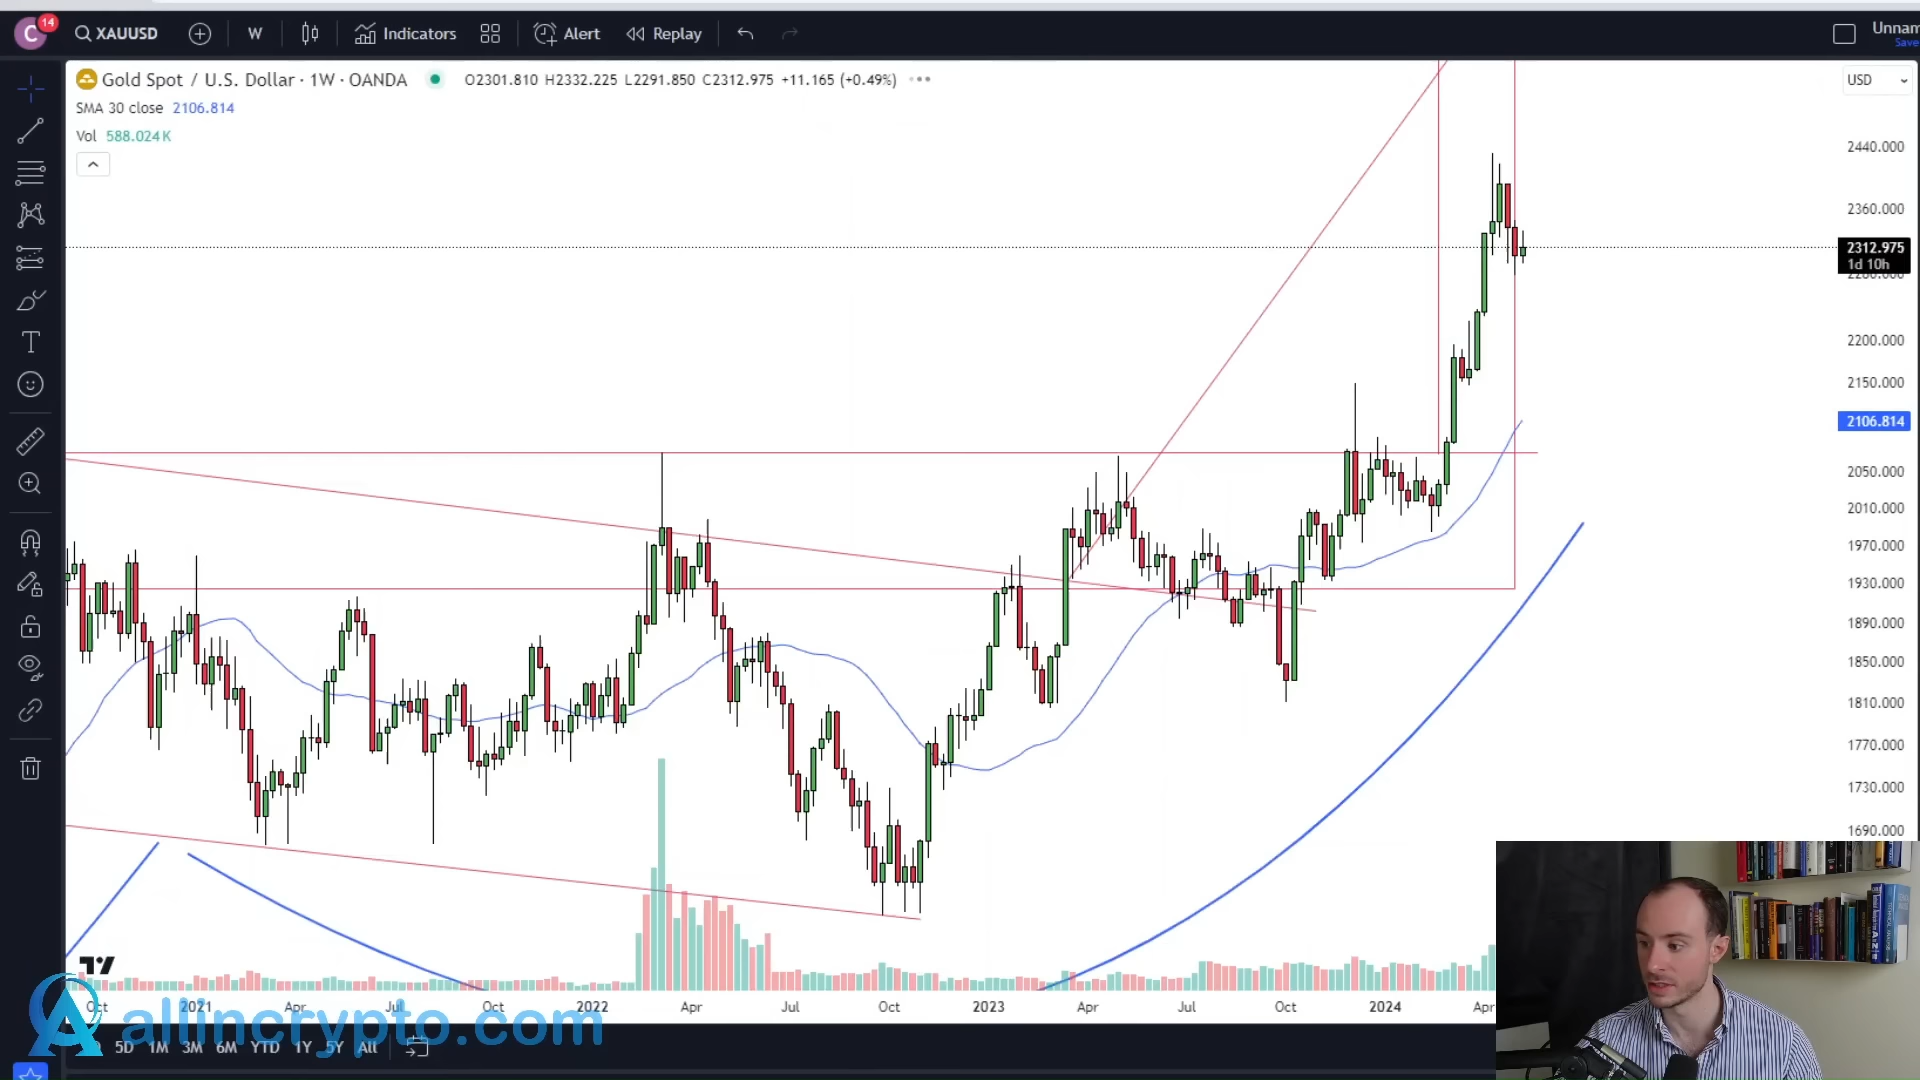 C 14 XAUUSD W Indicators Alert Replay Unnam
Save
Gold Spot / U.S. Dollar · 1W · OANDA O2301.810 H2332.225 L2291.850 C2312.975 +11.165 (+0.49%) USD
SMA 30 close 2106.814
Vol 588.024K
2440.000
2360.000
2312.975
1d 10h
2200.000
2150.000
2106.814
2050.000
2010.000
1970.000
1930.000
1890.000
1850.000
1810.000
1770.000
1730.000
1690.000
Oct 2021 Apr Jul Oct 2022 Apr Jul Oct 2023 Apr Jul Oct 2024 Apr
allincrypto.com
5D 1M 3M 6M YTD 1Y 5Y All